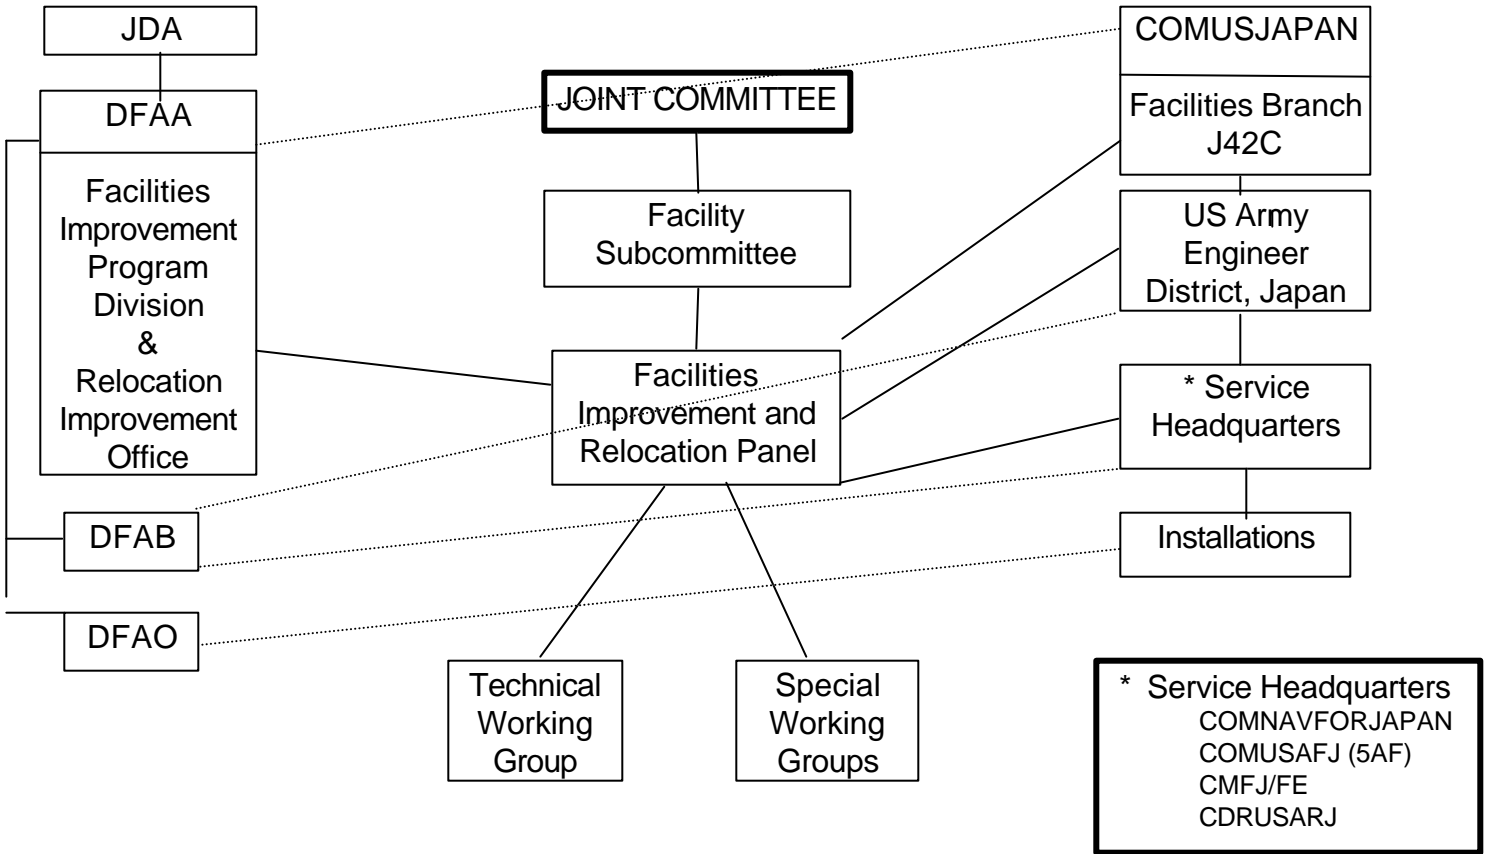 JDA
DFAA
Facilities
Improvement
Program
Division
&
Relocation
Improvement
Office
DFAB
DFAO
JOINT COMMITTEE
Facility
Subcommittee
Facilities
Improvement and
Relocation Panel
Technical
Working
Group
Special
Working
Groups
COMUSJAPAN
Facilities Branch
J42C
US Army
Engineer
District, Japan
* Service
Headquarters
Installations
* Service Headquarters
COMNAVFORJAPAN
COMUSAFJ (5AF)
CMFJ/FE
CDRUSARJ